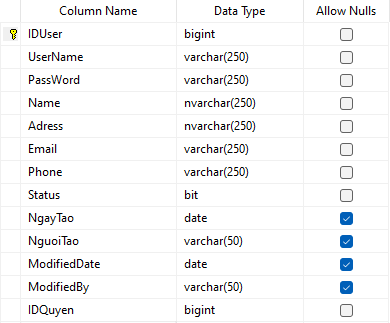 Column Name Data Type Allow Nulls
IDUser bigint
UserName varchar(250)
PassWord varchar(250)
Name nvarchar(250)
Adress nvarchar(250)
Email varchar(250)
Phone varchar(250)
Status bit
NgayTao date
NguoiTao varchar(50)
ModifiedDate date
ModifiedBy varchar(50)
IDQuyen bigint